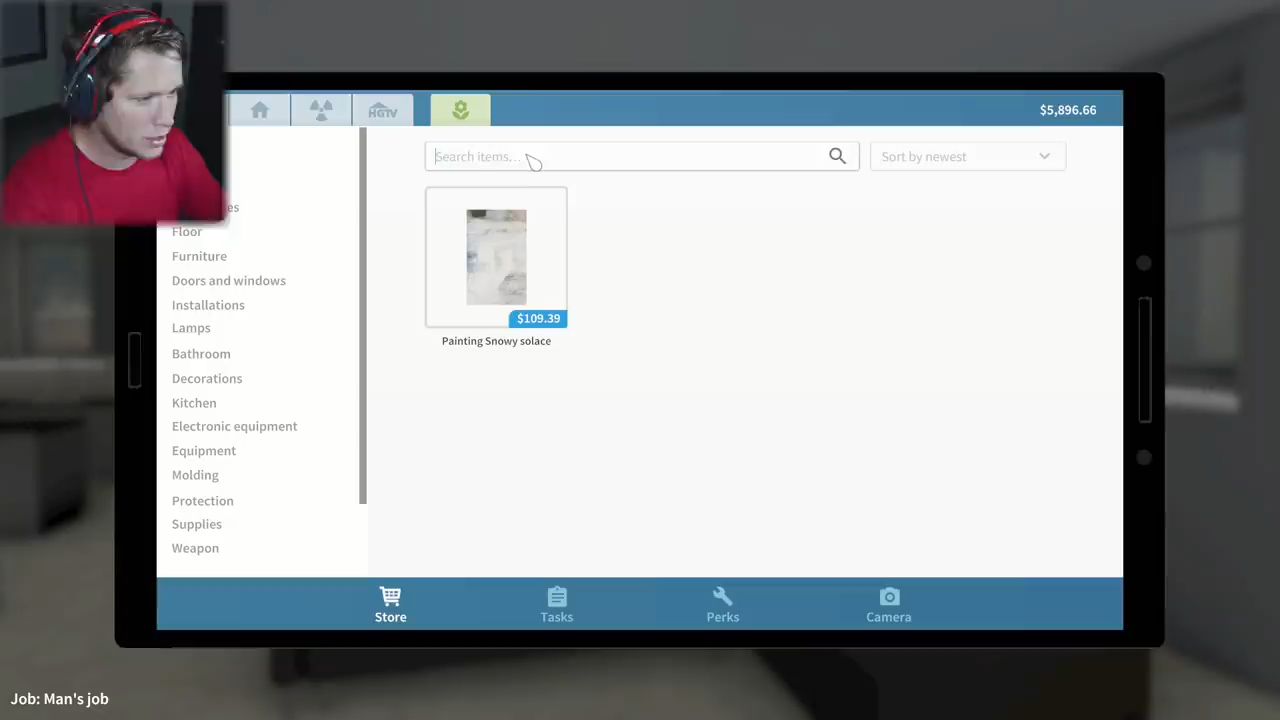 HGTV
$5,896.66
Search items...
Sort by newest
es
Floor
Furniture
Doors and windows
Installations
Lamps
Bathroom
Decorations
Kitchen
Electronic equipment
Equipment
Molding
Protection
Supplies
Weapon
$109.39
Painting Snowy solace
Store
Tasks
Perks
Camera
Job: Man's job